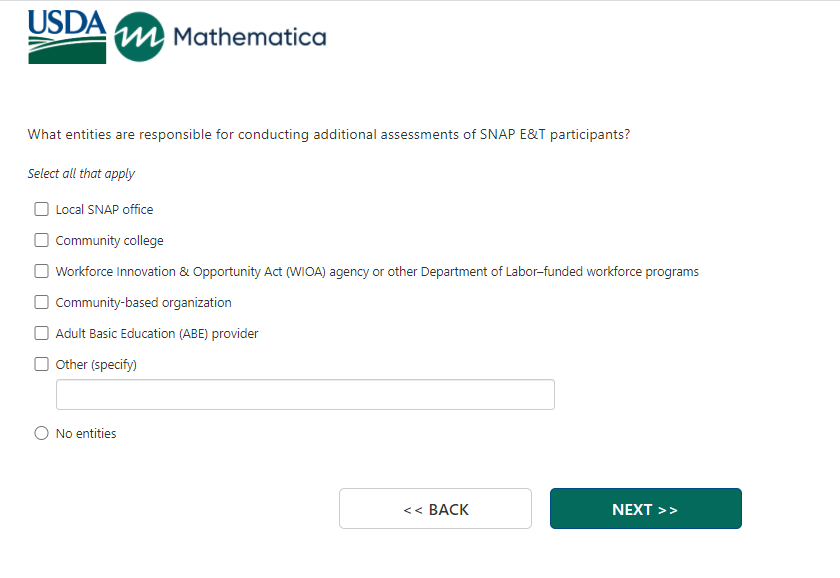 USDA
m Mathematica
What entities are responsible for conducting additional assessments of SNAP E&T participants?
Select all that apply
Local SNAP office
Community college
Workforce Innovation & Opportunity Act (WIOA) agency or other Department of Labor–funded workforce programs
Community-based organization
Adult Basic Education (ABE) provider
Other (specify)
No entities
<< BACK
NEXT >>